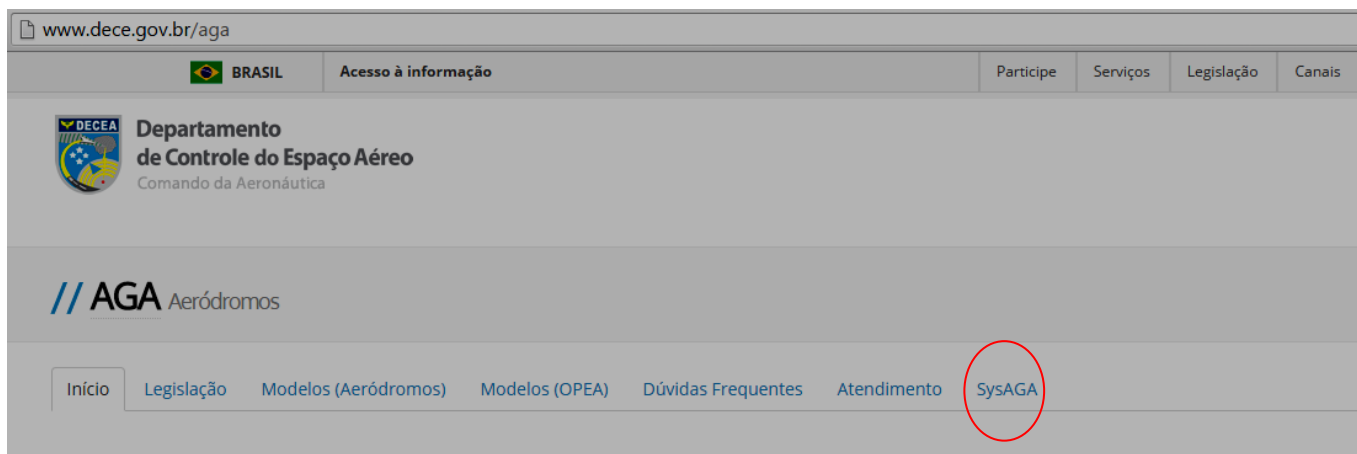 www.dece.gov.br/aga
BRASIL Acesso à informação Participe Serviços Legislação Canais
DECEA
Departamento
de Controle do Espaço Aéreo
Comando da Aeronáutica
// AGA Aeródromos
Início Legislação Modelos (Aeródromos) Modelos (OPEA) Dúvidas Frequentes Atendimento SysAGA